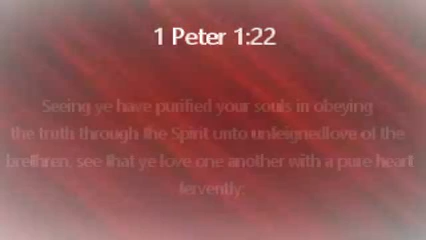 1 Peter 1:22
Seeing ye have purified your souls in obeying
the truth through the Spirit unto unfeigned love of the
brethren, see that ye love one another with a pure heart
fervently: